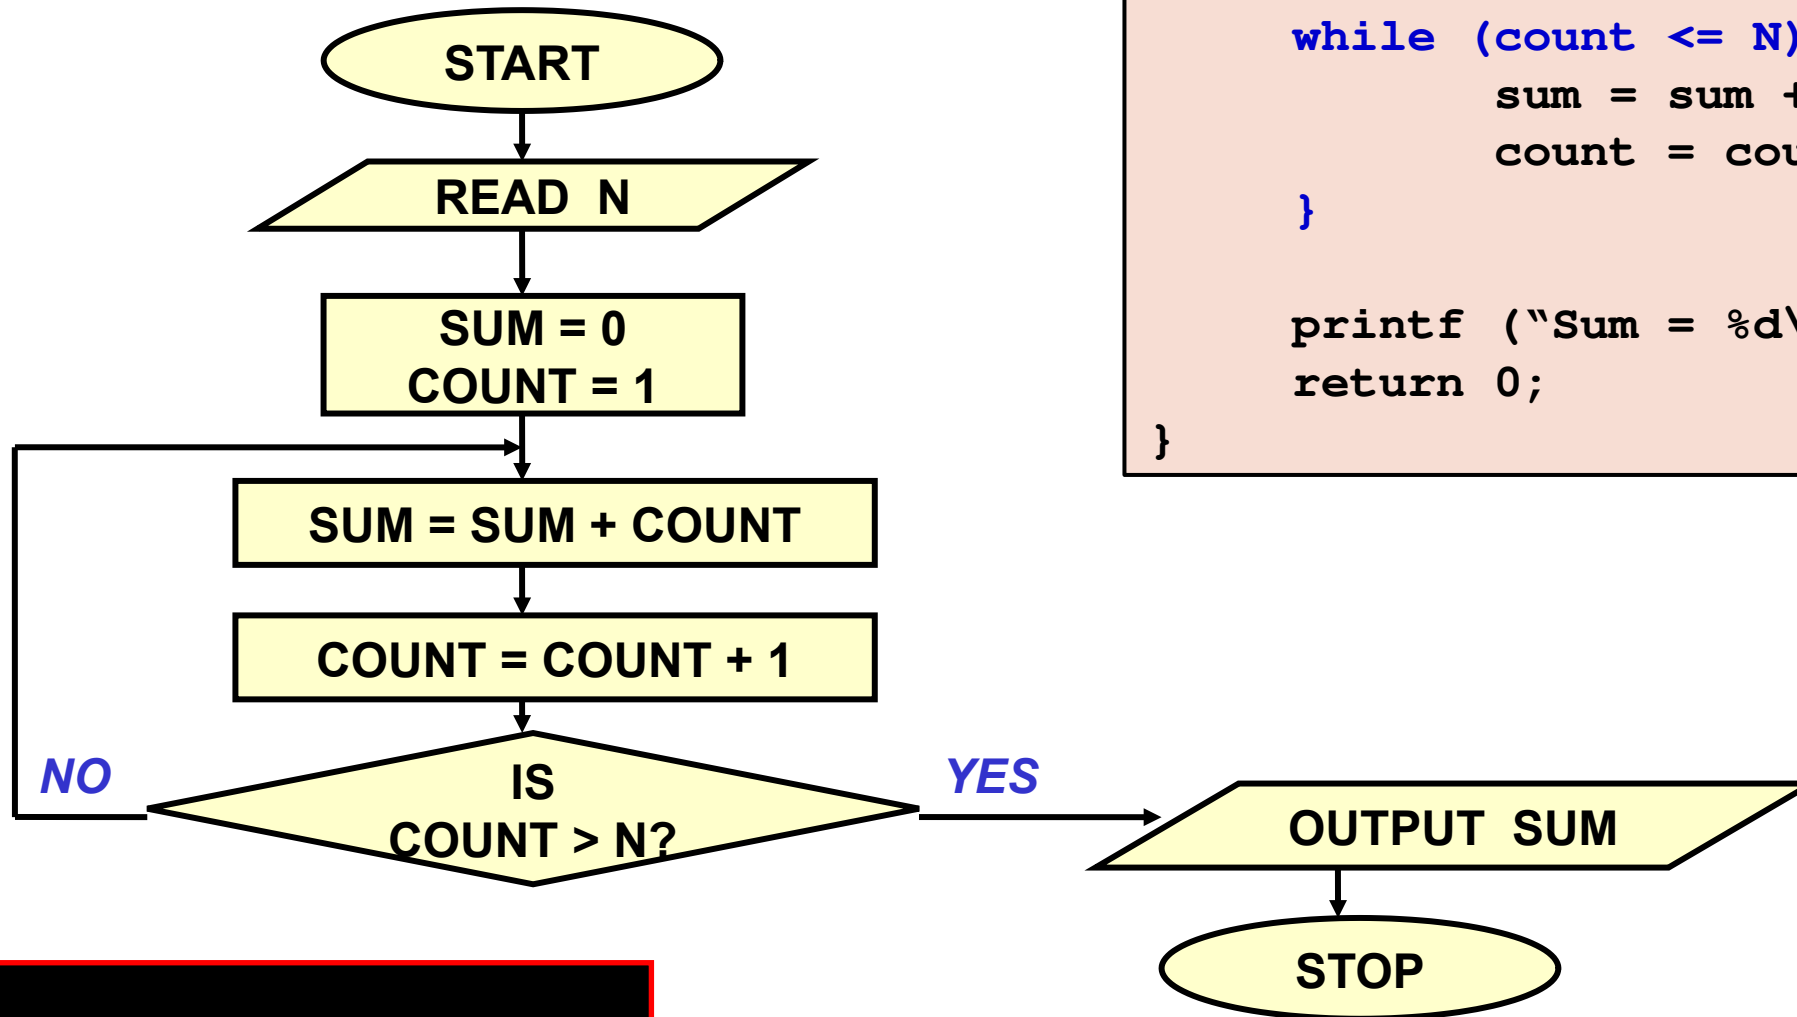 START
READ N
SUM = 0
COUNT = 1
SUM = SUM + COUNT
COUNT = COUNT + 1
IS
COUNT > N?
NO
YES
OUTPUT SUM
STOP
while (count <= N)
sum = sum +
count = cou
}
printf (“Sum = %d\
return 0;
}